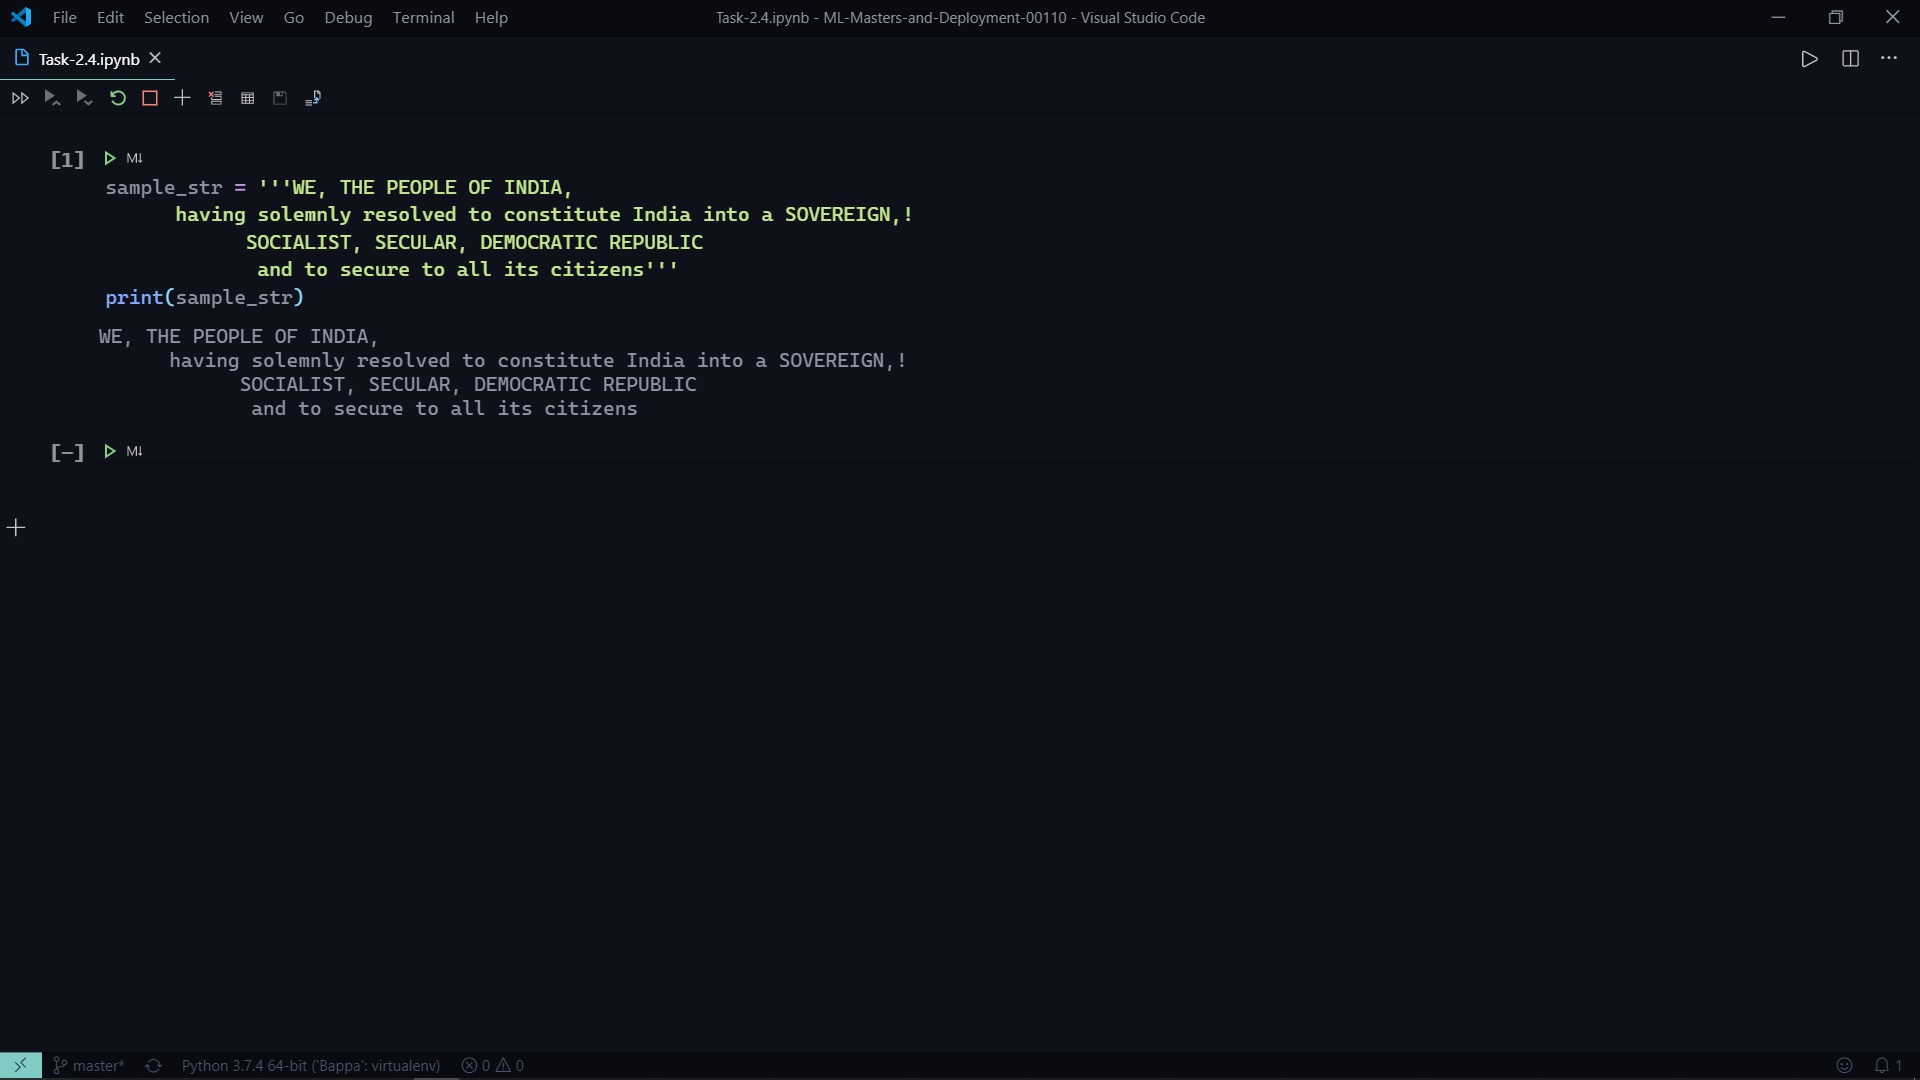 File Edit Selection View Go Debug Terminal Help Task-2.4.ipynb - ML-Masters-and-Deployment-00110 - Visual Studio Code
Task-2.4.ipynb
[1] M↓
sample_str = '''WE, THE PEOPLE OF INDIA,
      having solemnly resolved to constitute India into a SOVEREIGN,!
            SOCIALIST, SECULAR, DEMOCRATIC REPUBLIC
             and to secure to all its citizens'''
print(sample_str)
WE, THE PEOPLE OF INDIA,
      having solemnly resolved to constitute India into a SOVEREIGN,!
            SOCIALIST, SECULAR, DEMOCRATIC REPUBLIC
             and to secure to all its citizens
[-] M↓
master* Python 3.7.4 64-bit ('Bappa': virtualenv) 0 0 1